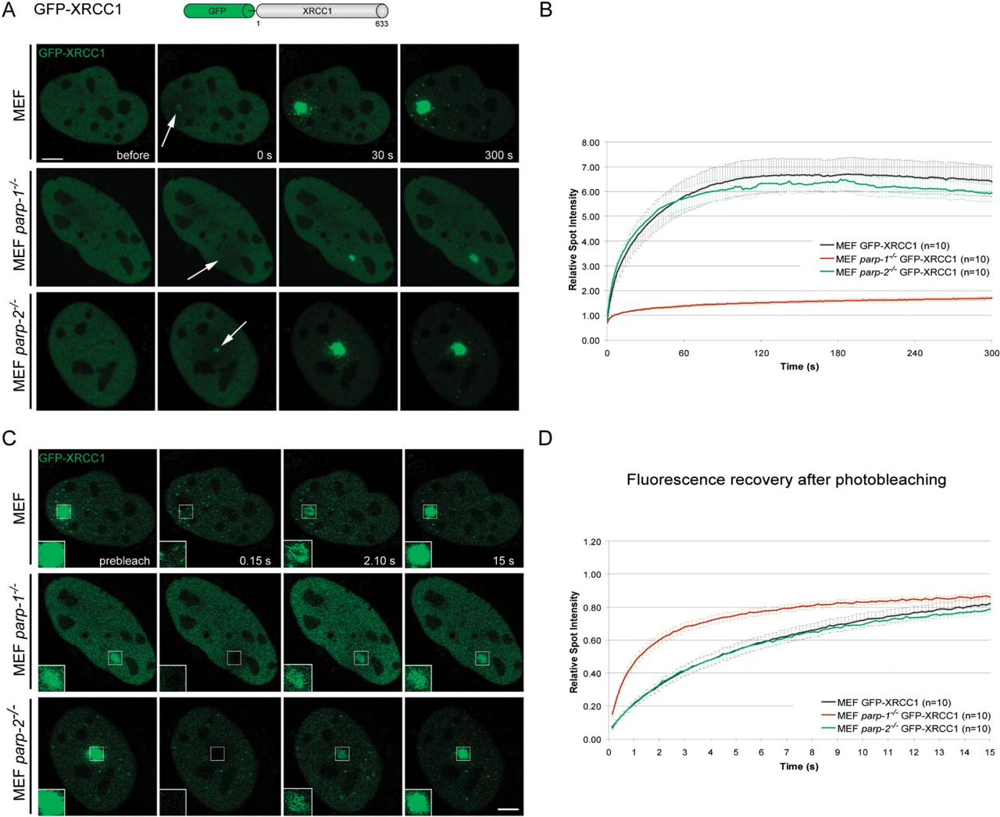 A GFP-XRCC1
GFP XRCC1
1 633
GFP-XRCC1
MEF
before 0 s 30 s 300 s
MEF parp-1-/-
MEF parp-2-/-
B
8.00
7.00
6.00
5.00
4.00
3.00
2.00
1.00
0.00
Relative Spot Intensity
MEF GFP-XRCC1 (n=10)
MEF parp-1-/- GFP-XRCC1 (n=10)
MEF parp-2-/- GFP-XRCC1 (n=10)
0 60 120 180 240 300
Time (s)
C
GFP-XRCC1
MEF
prebleach 0.15 s 2.10 s 15 s
MEF parp-1-/-
MEF parp-2-/-
D
Fluorescence recovery after photobleaching
1.20
1.00
0.80
0.60
0.40
0.20
0.00
Relative Spot Intensity
MEF GFP-XRCC1 (n=10)
MEF parp-1-/- GFP-XRCC1 (n=10)
MEF parp-2-/- GFP-XRCC1 (n=10)
0 1 2 3 4 5 6 7 8 9 10 11 12 13 14 15
Time (s)